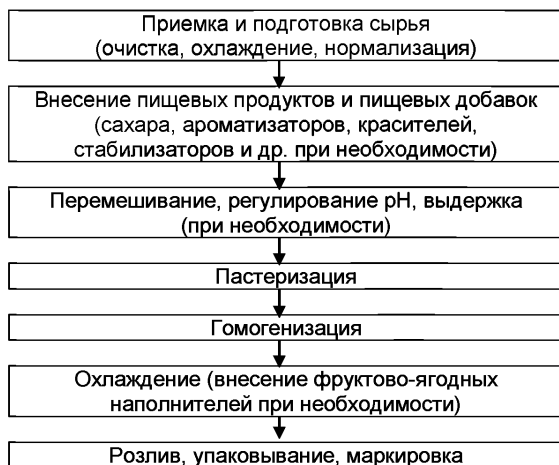 Приемка и подготовка сырья
(очистка, охлаждение, нормализация)
Внесение пищевых продуктов и пищевых добавок
(сахара, ароматизаторов, красителей,
стабилизаторов и др. при необходимости)
Перемешивание, регулирование pH, выдержка
(при необходимости)
Пастеризация
Гомогенизация
Охлаждение (внесение фруктово-ягодных
наполнителей при необходимости)
Розлив, упаковывание, маркировка